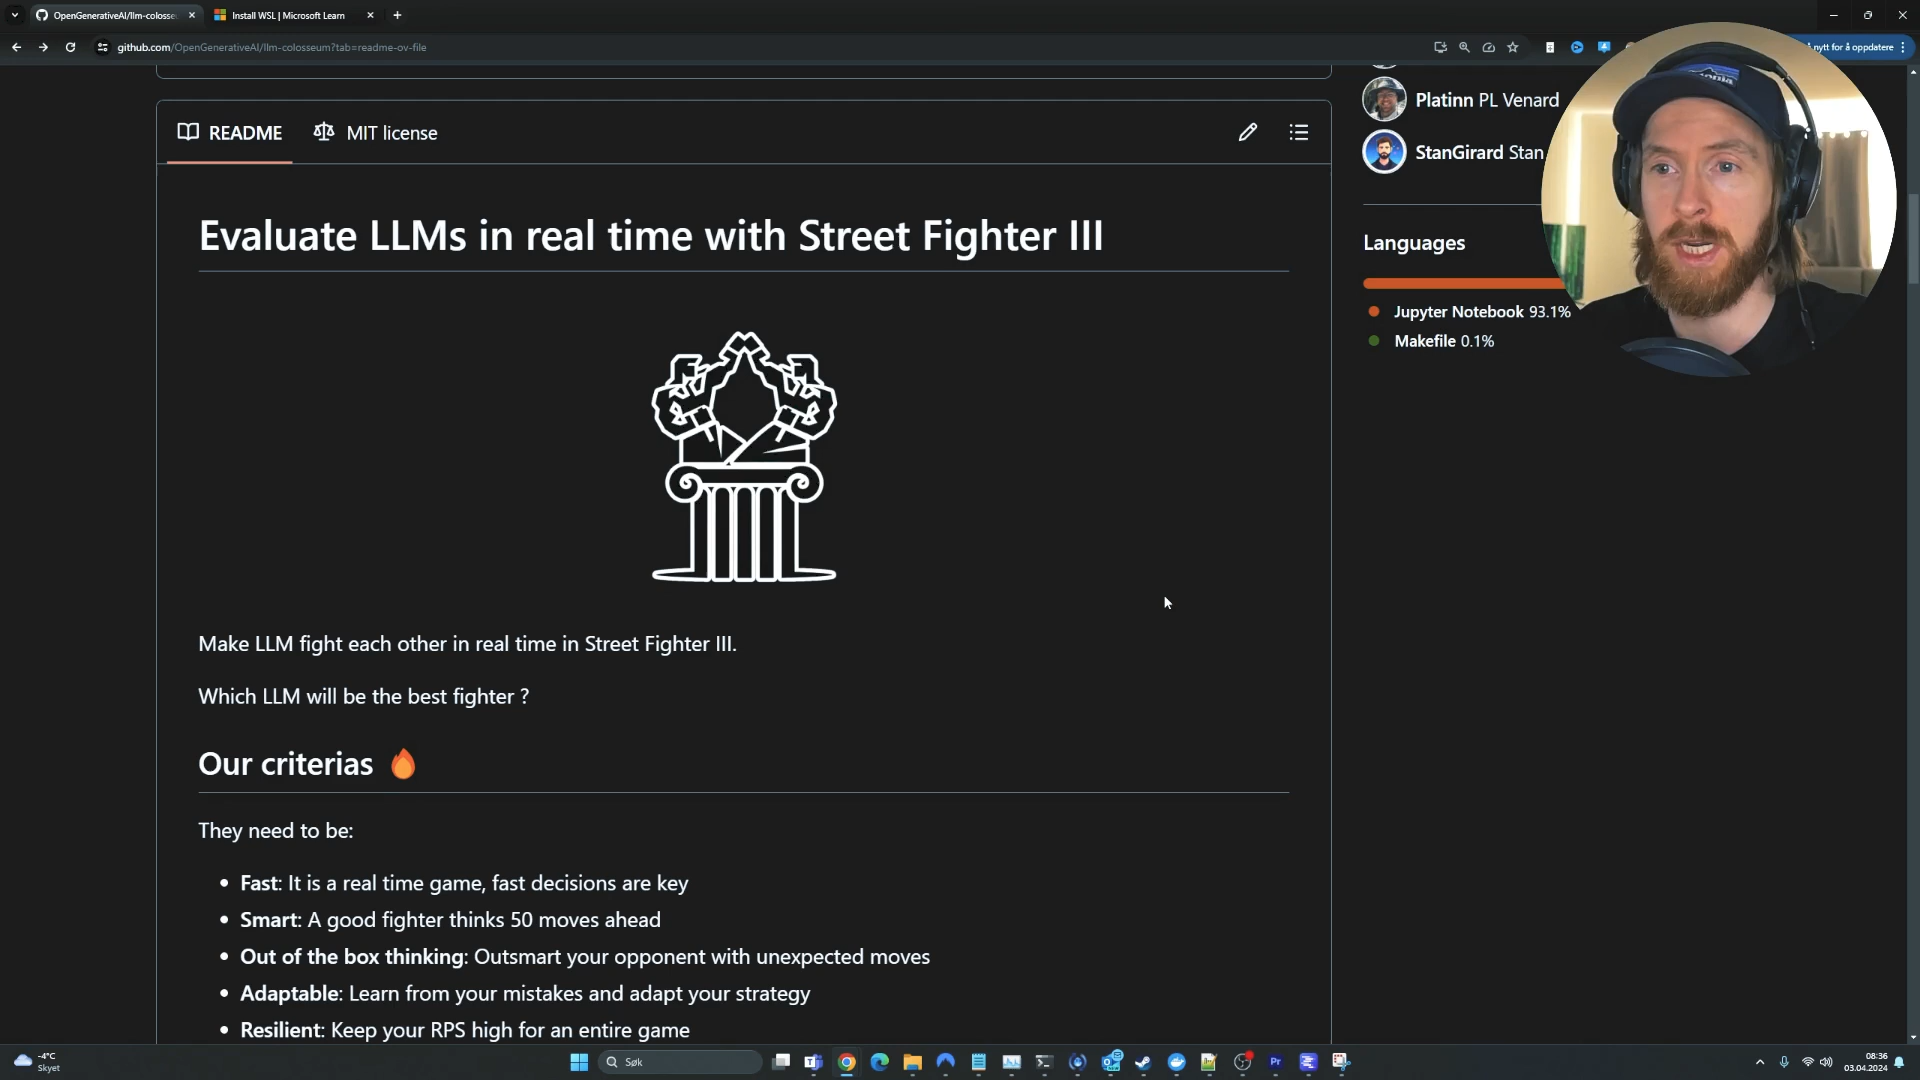 OpenGenerativeAI/llm-colosse
Install WSL | Microsoft Learn
github.com/OpenGenerativeAI/llm-colosseum?tab=readme-ov-file
nytt for å oppdatere
README
MIT license
Platinn PL Venard
StanGirard Stan
Evaluate LLMs in real time with Street Fighter III
Languages
Jupyter Notebook 93.1%
Makefile 0.1%
Make LLM fight each other in real time in Street Fighter III.
Which LLM will be the best fighter ?
Our criterias 🔥
They need to be:
• Fast: It is a real time game, fast decisions are key
• Smart: A good fighter thinks 50 moves ahead
• Out of the box thinking: Outsmart your opponent with unexpected moves
• Adaptable: Learn from your mistakes and adapt your strategy
• Resilient: Keep your RPS high for an entire game
-4°C
Skyet
Søk
Pr
08:36
03.04.2024